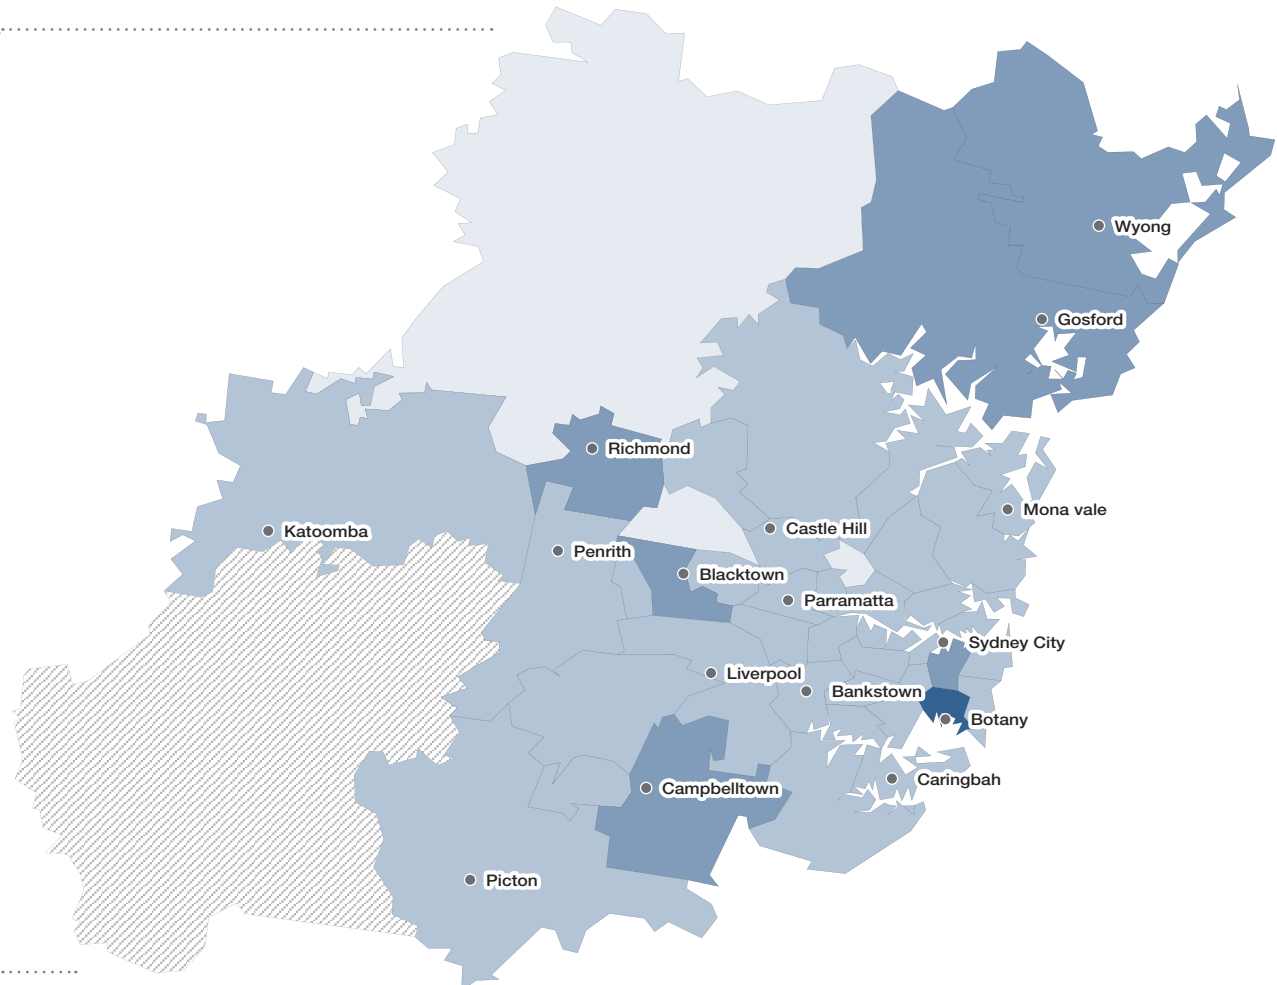 Wyong
Gosford
Richmond
Mona vale
Castle Hill
Katoomba
Penrith
Blacktown
Parramatta
Sydney City
Liverpool
Bankstown
Botany
Caringbah
Campbelltown
Picton